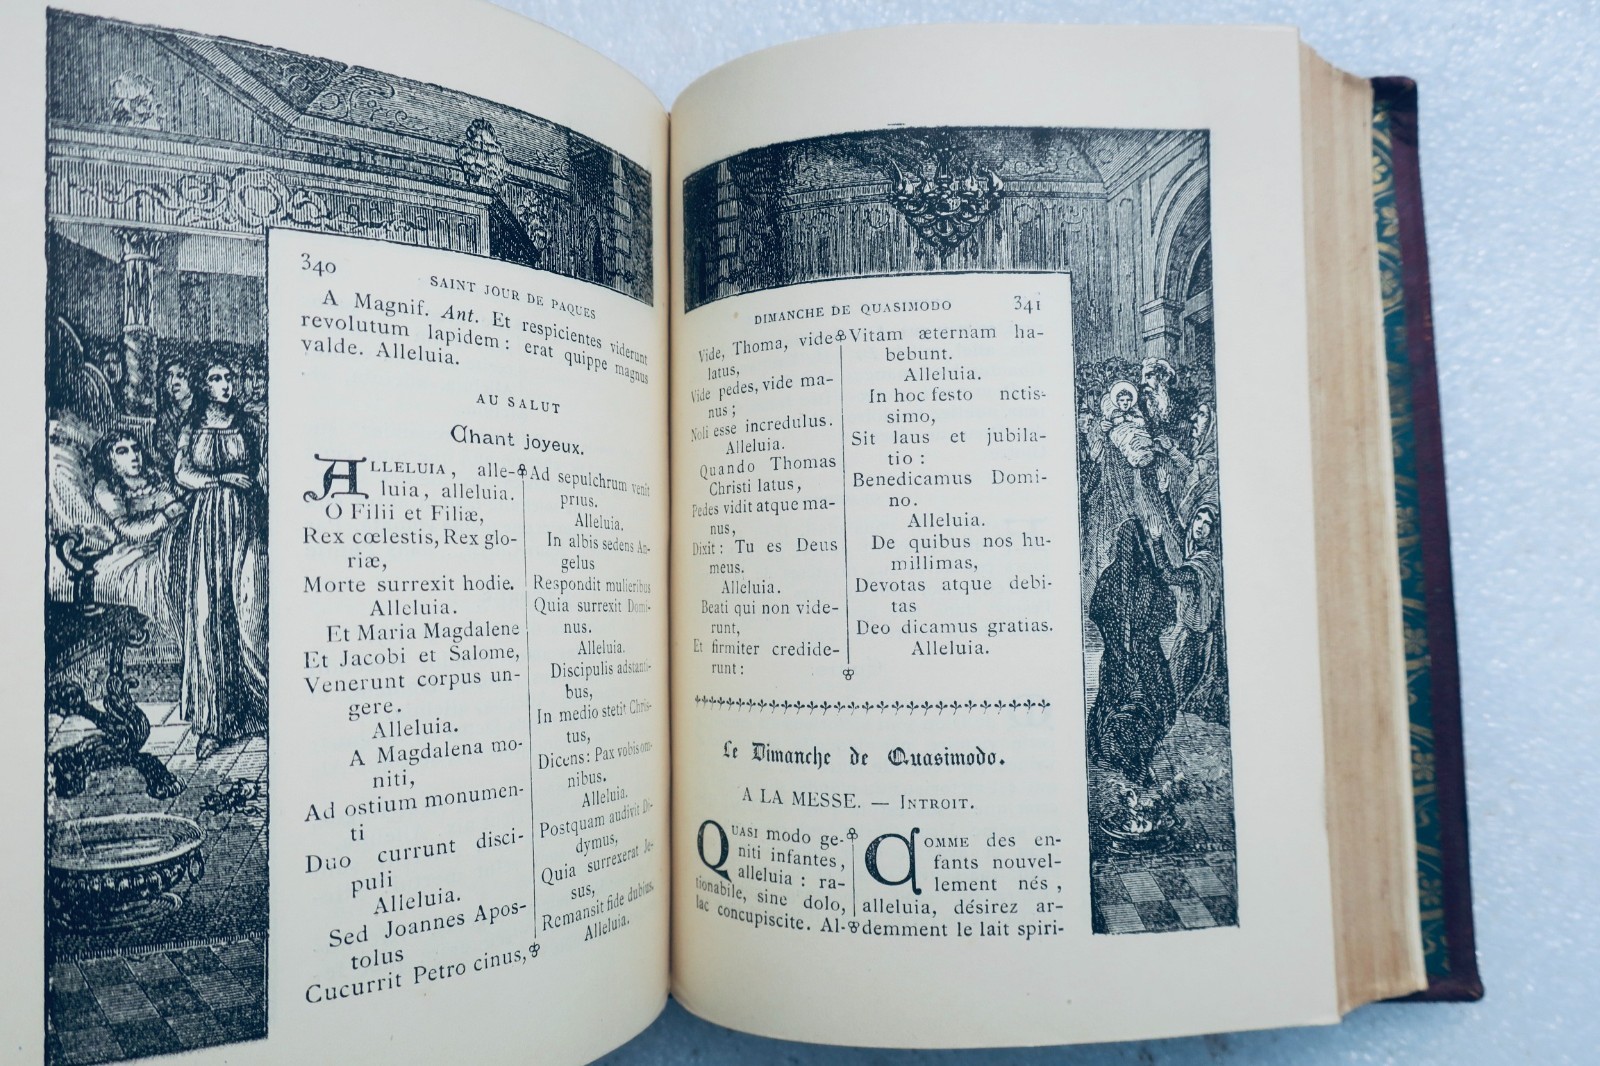 340
SAINT JOUR DE PAQUES
A Magnif. Ant. Et respicientes viderunt
revolutum lapidem : erat quippe magnus
valde. Alleluia.
AU SALUT
Chant joyeux.
ALLELUIA, alle-
luia, alleluia.
O Filii et Filiæ,
Rex cœlestis, Rex glo-
riæ,
Morte surrexit hodie.
Alleluia.
Et Maria Magdalene
Et Jacobi et Salome,
Venerunt corpus un-
gere.
Alleluia.
A Magdalena mo-
niti,
Ad ostium monumen-
ti
Duo currunt disci-
puli
Alleluia.
Sed Joannes Apos-
tolus
Cucurrit Petro cinus,
Ad sepulchrum venit
prius.
Alleluia.
In albis sedens An-
gelus
Respondit mulieribus
Quia surrexit Domi-
nus.
Alleluia.
Discipulis adstanti-
bus,
In medio stetit Chris-
tus,
Dicens : Pax vobis om-
nibus.
Alleluia.
Postquam audivit Di-
dymus,
Quia surrexerat Je-
sus,
Remansit fide dubius.
Alleluia.
DIMANCHE DE QUASIMODO
341
Vide, Thoma, vide
latus,
Vide pedes, vide ma-
nus ;
Noli esse incredulus.
Alleluia.
Quando Thomas
Christi latus,
Pedes vidit atque ma-
nus,
Dixit : Tu es Deus
meus.
Alleluia.
Beati qui non vide-
runt,
Et firmiter credide-
runt :
Vitam æternam ha-
bebunt.
Alleluia.
In hoc festo nctis-
simo,
Sit laus et jubila-
tio :
Benedicamus Domi-
no.
Alleluia.
De quibus nos hu-
millimas,
Devotas atque debi-
tas
Deo dicamus gratias.
Alleluia.
Le Dimanche de Quasimodo.
A LA MESSE. — INTROIT.
QUASI modo ge-
niti infantes,
alleluia : ra-
tionabile, sine dolo,
lac concupiscite. Al-
COMME des en-
fants nouvel-
lement nés,
alleluia, désirez ar-
demment le lait spiri-